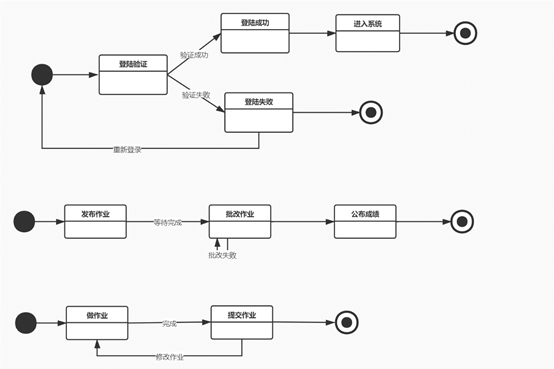 登陆成功
进入系统
验证成功
登陆验证
验证失败
登陆失败
重新登录
发布作业
等待完成
批改作业
公布成绩
批改失败
做作业
完成
提交作业
修改作业